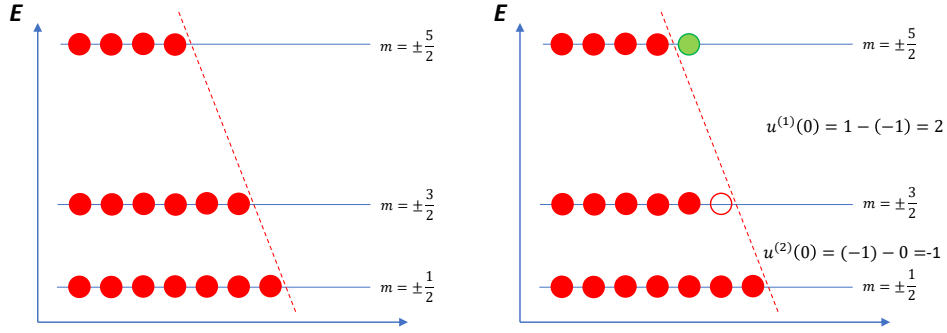 E
m = ±5/2
m = ±3/2
m = ±1/2
E
m = ±5/2
u⁽¹⁾(0) = 1 − (−1) = 2
m = ±3/2
u⁽²⁾(0) = (−1) − 0 =-1
m = ±1/2